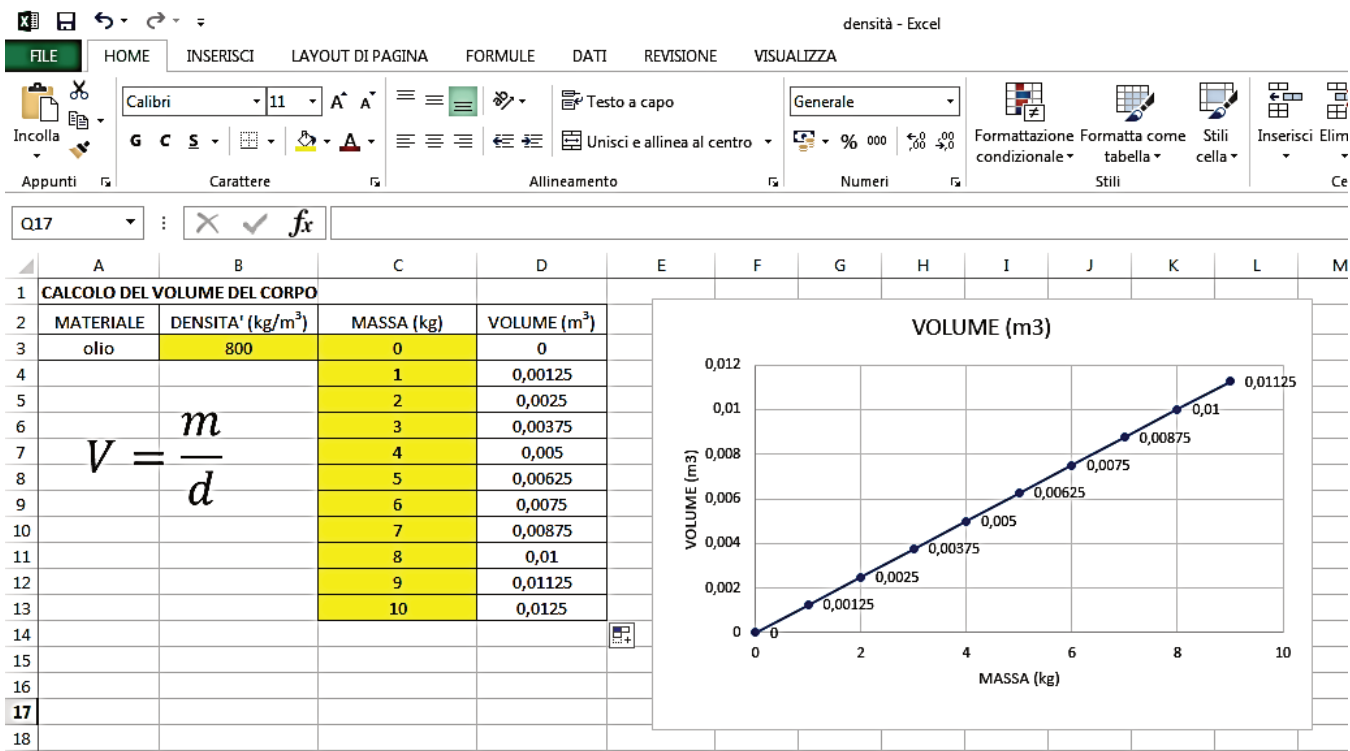 densità - Excel
FILE HOME INSERISCI LAYOUT DI PAGINA FORMULE DATI REVISIONE VISUALIZZA
Incolla
Calibri 11 A A
G C S A
Testo a capo
Unisci e allinea al centro
Generale
% 000 ,0 ,00 ,00 ,0
Formattazione condizionale
Formatta come tabella
Stili cella
Inserisci Elim
Appunti Carattere Allineamento Numeri Stili Ce
Q17 fx
A B C D E F G H I J K L M
1 CALCOLO DEL VOLUME DEL CORPO
2 MATERIALE DENSITA' (kg/m³) MASSA (kg) VOLUME (m³)
3 olio 800 0 0
4 1 0,00125
5 2 0,0025
6 3 0,00375
7 4 0,005
8 5 0,00625
9 6 0,0075
10 7 0,00875
11 8 0,01
12 9 0,01125
13 10 0,0125
14
15
16
17
18
V = m/d
VOLUME (m3)
VOLUME (m3)
0,012
0,01
0,008
0,006
0,004
0,002
0
0 0,00125 0,0025 0,00375 0,005 0,00625 0,0075 0,00875 0,01 0,01125
0 2 4 6 8 10
MASSA (kg)